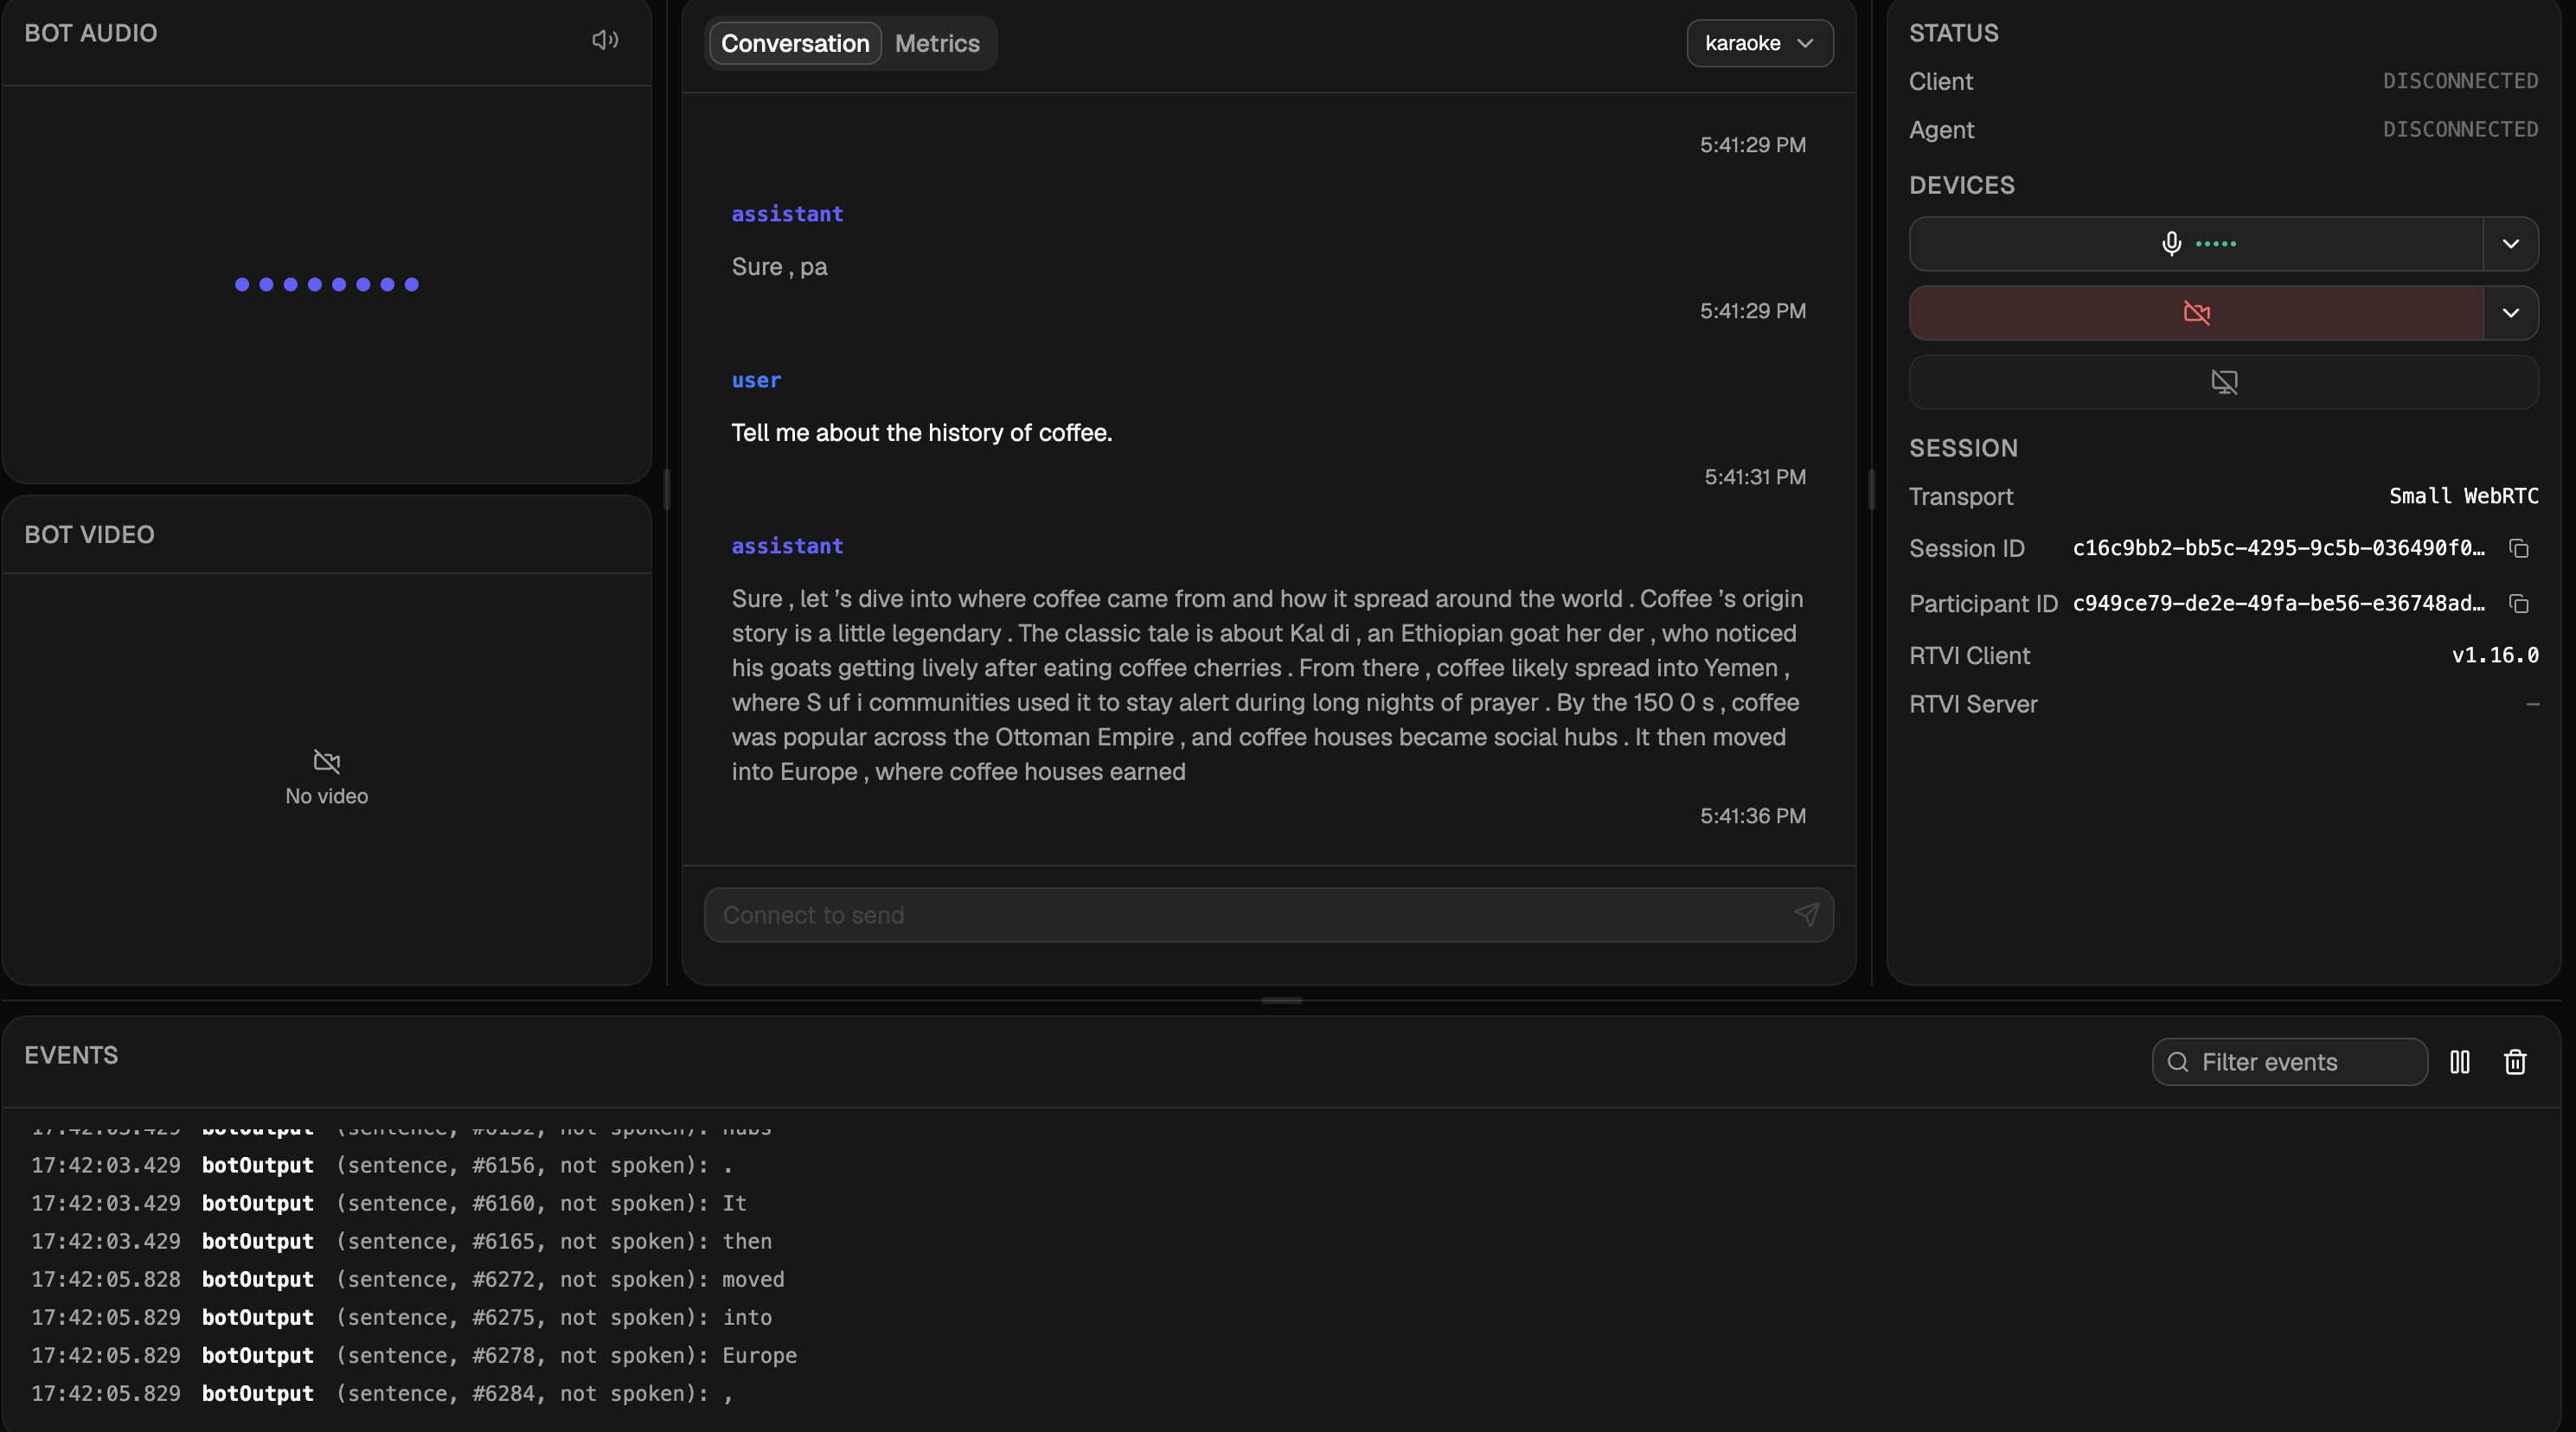 BOT AUDIO
BOT VIDEO
No video
Conversation Metrics karaoke
5:41:29 PM
assistant
Sure , pa
5:41:29 PM
user
Tell me about the history of coffee.
5:41:31 PM
assistant
Sure , let ’s dive into where coffee came from and how it spread around the world . Coffee ’s origin
story is a little legendary . The classic tale is about Kal di , an Ethiopian goat her der , who noticed
his goats getting lively after eating coffee cherries . From there , coffee likely spread into Yemen ,
where S uf i communities used it to stay alert during long nights of prayer . By the 150 0 s , coffee
was popular across the Ottoman Empire , and coffee houses became social hubs . It then moved
into Europe , where coffee houses earned
5:41:36 PM
Connect to send
STATUS
Client DISCONNECTED
Agent DISCONNECTED
DEVICES
SESSION
Transport Small WebRTC
Session ID c16c9bb2-bb5c-4295-9c5b-036490f0…
Participant ID c949ce79-de2e-49fa-be56-e36748ad…
RTVI Client v1.16.0
RTVI Server —
EVENTS
Filter events
17:42:03.429 botOutput (sentence, #6152, not spoken): hubs
17:42:03.429 botOutput (sentence, #6156, not spoken): .
17:42:03.429 botOutput (sentence, #6160, not spoken): It
17:42:03.429 botOutput (sentence, #6165, not spoken): then
17:42:05.828 botOutput (sentence, #6272, not spoken): moved
17:42:05.829 botOutput (sentence, #6275, not spoken): into
17:42:05.829 botOutput (sentence, #6278, not spoken): Europe
17:42:05.829 botOutput (sentence, #6284, not spoken): ,